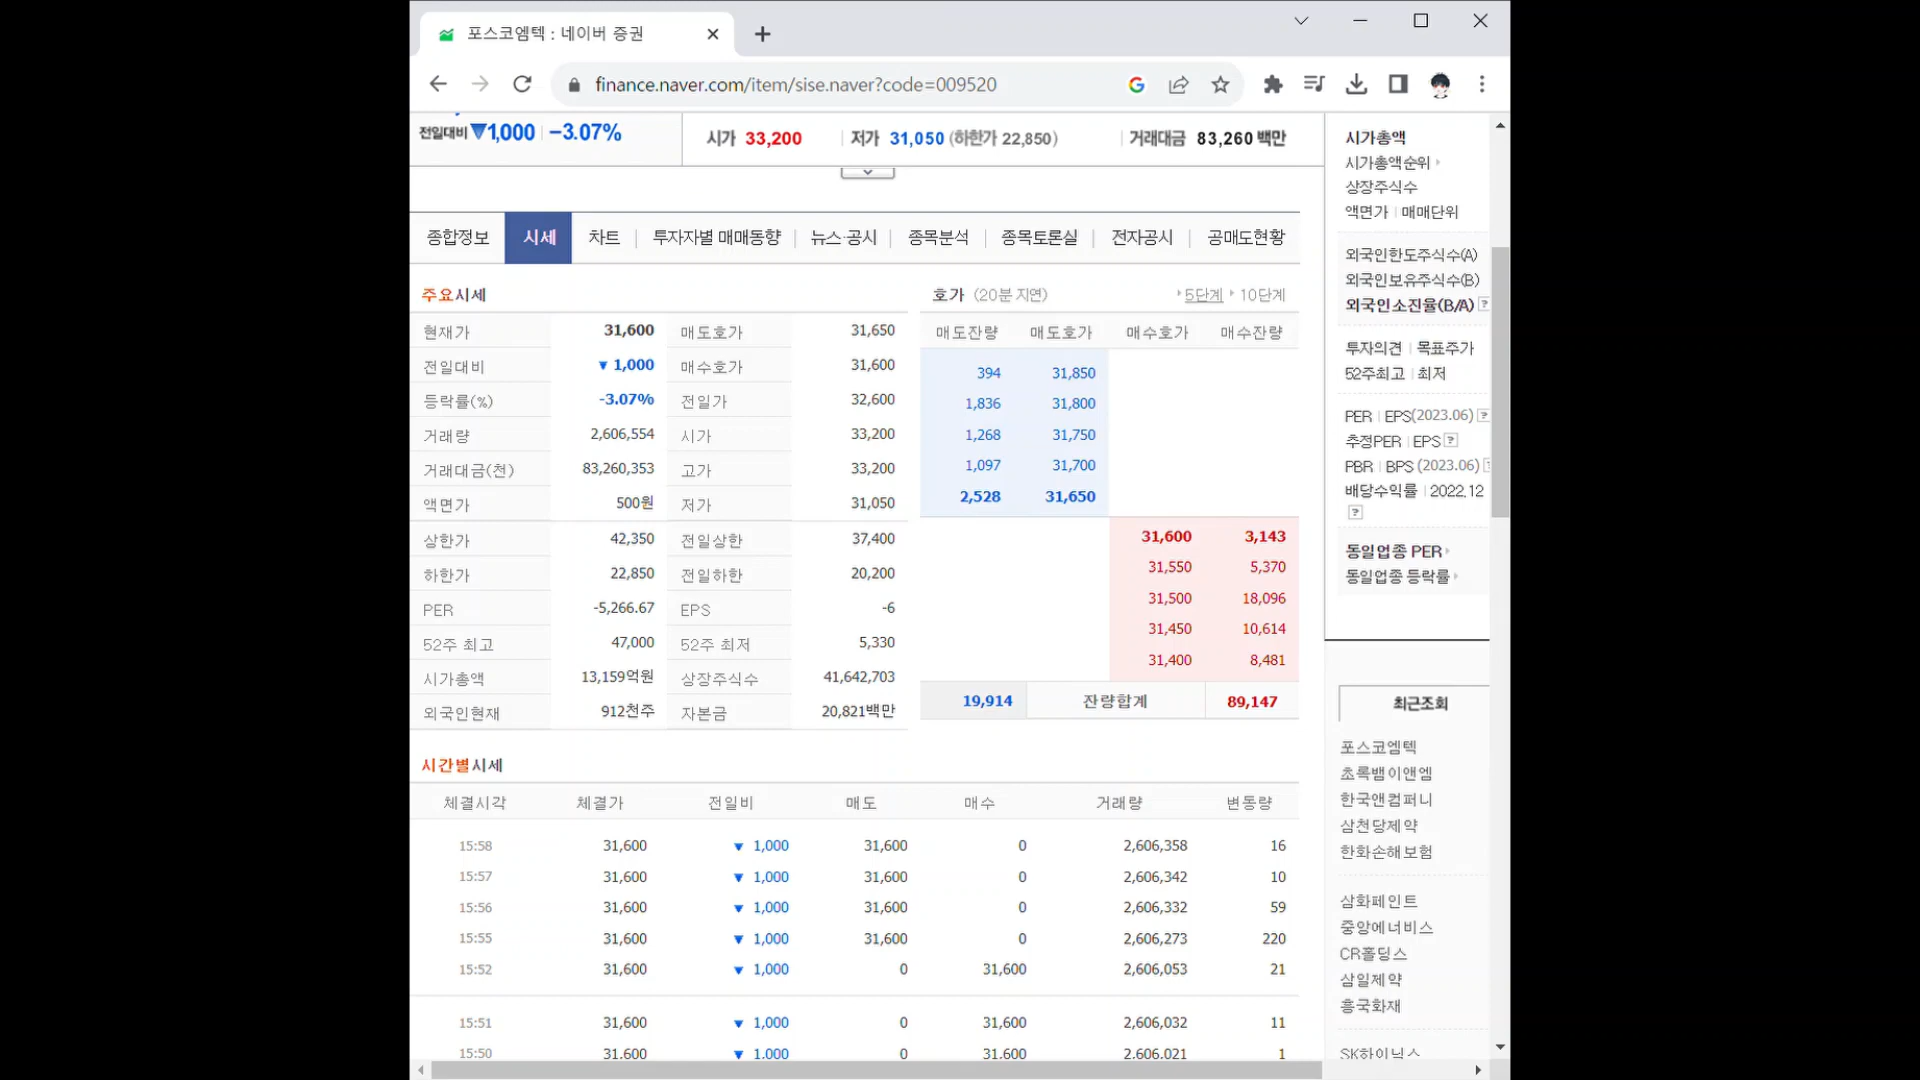 포스코엠텍 : 네이버 증권
finance.naver.com/item/sise.naver?code=009520
전일대비 ▼1,000 | -3.07%
시가 33,200 저가 31,050 (하한가 22,850) 거래대금 83,260 백만
종합정보 시세 차트 투자자별 매매동향 뉴스·공시 종목분석 종목토론실 전자공시 공매도현황
주요시세
현재가 31,600 매도호가 31,650
전일대비 ▼ 1,000 매수호가 31,600
등락률(%) -3.07% 전일가 32,600
거래량 2,606,554 시가 33,200
거래대금(천) 83,260,353 고가 33,200
액면가 500원 저가 31,050
상한가 42,350 전일상한 37,400
하한가 22,850 전일하한 20,200
PER -5,266.67 EPS -6
52주 최고 47,000 52주 최저 5,330
시가총액 13,159억원 상장주식수 41,642,703
외국인현재 912천주 자본금 20,821백만
호가 (20분 지연) 5단계 10단계
매도잔량 매도호가 매수호가 매수잔량
394 31,850
1,836 31,800
1,268 31,750
1,097 31,700
2,528 31,650
31,600 3,143
31,550 5,370
31,500 18,096
31,450 10,614
31,400 8,481
19,914 잔량합계 89,147
시간별시세
체결시각 체결가 전일비 매도 매수 거래량 변동량
15:58 31,600 ▼ 1,000 31,600 0 2,606,358 16
15:57 31,600 ▼ 1,000 31,600 0 2,606,342 10
15:56 31,600 ▼ 1,000 31,600 0 2,606,332 59
15:55 31,600 ▼ 1,000 31,600 0 2,606,273 220
15:52 31,600 ▼ 1,000 0 31,600 2,606,053 21
15:51 31,600 ▼ 1,000 0 31,600 2,606,032 11
15:50 31,600 ▼ 1,000 0 31,600 2,606,021 1
시가총액
시가총액순위
상장주식수
액면가 | 매매단위
외국인한도주식수(A)
외국인보유주식수(B)
외국인소진율(B/A) ?
투자의견 | 목표주가
52주최고 | 최저
PER | EPS(2023.06) ?
추정PER | EPS ?
PBR | BPS (2023.06) ?
배당수익률 | 2022.12
?
동일업종 PER
동일업종 등락률
최근조회
포스코엠텍
초록뱀이앤엠
한국앤컴퍼니
삼천당제약
한화손해보험
삼화페인트
중앙에너비스
CR홀딩스
삼일제약
흥국화재
SK하이닉스